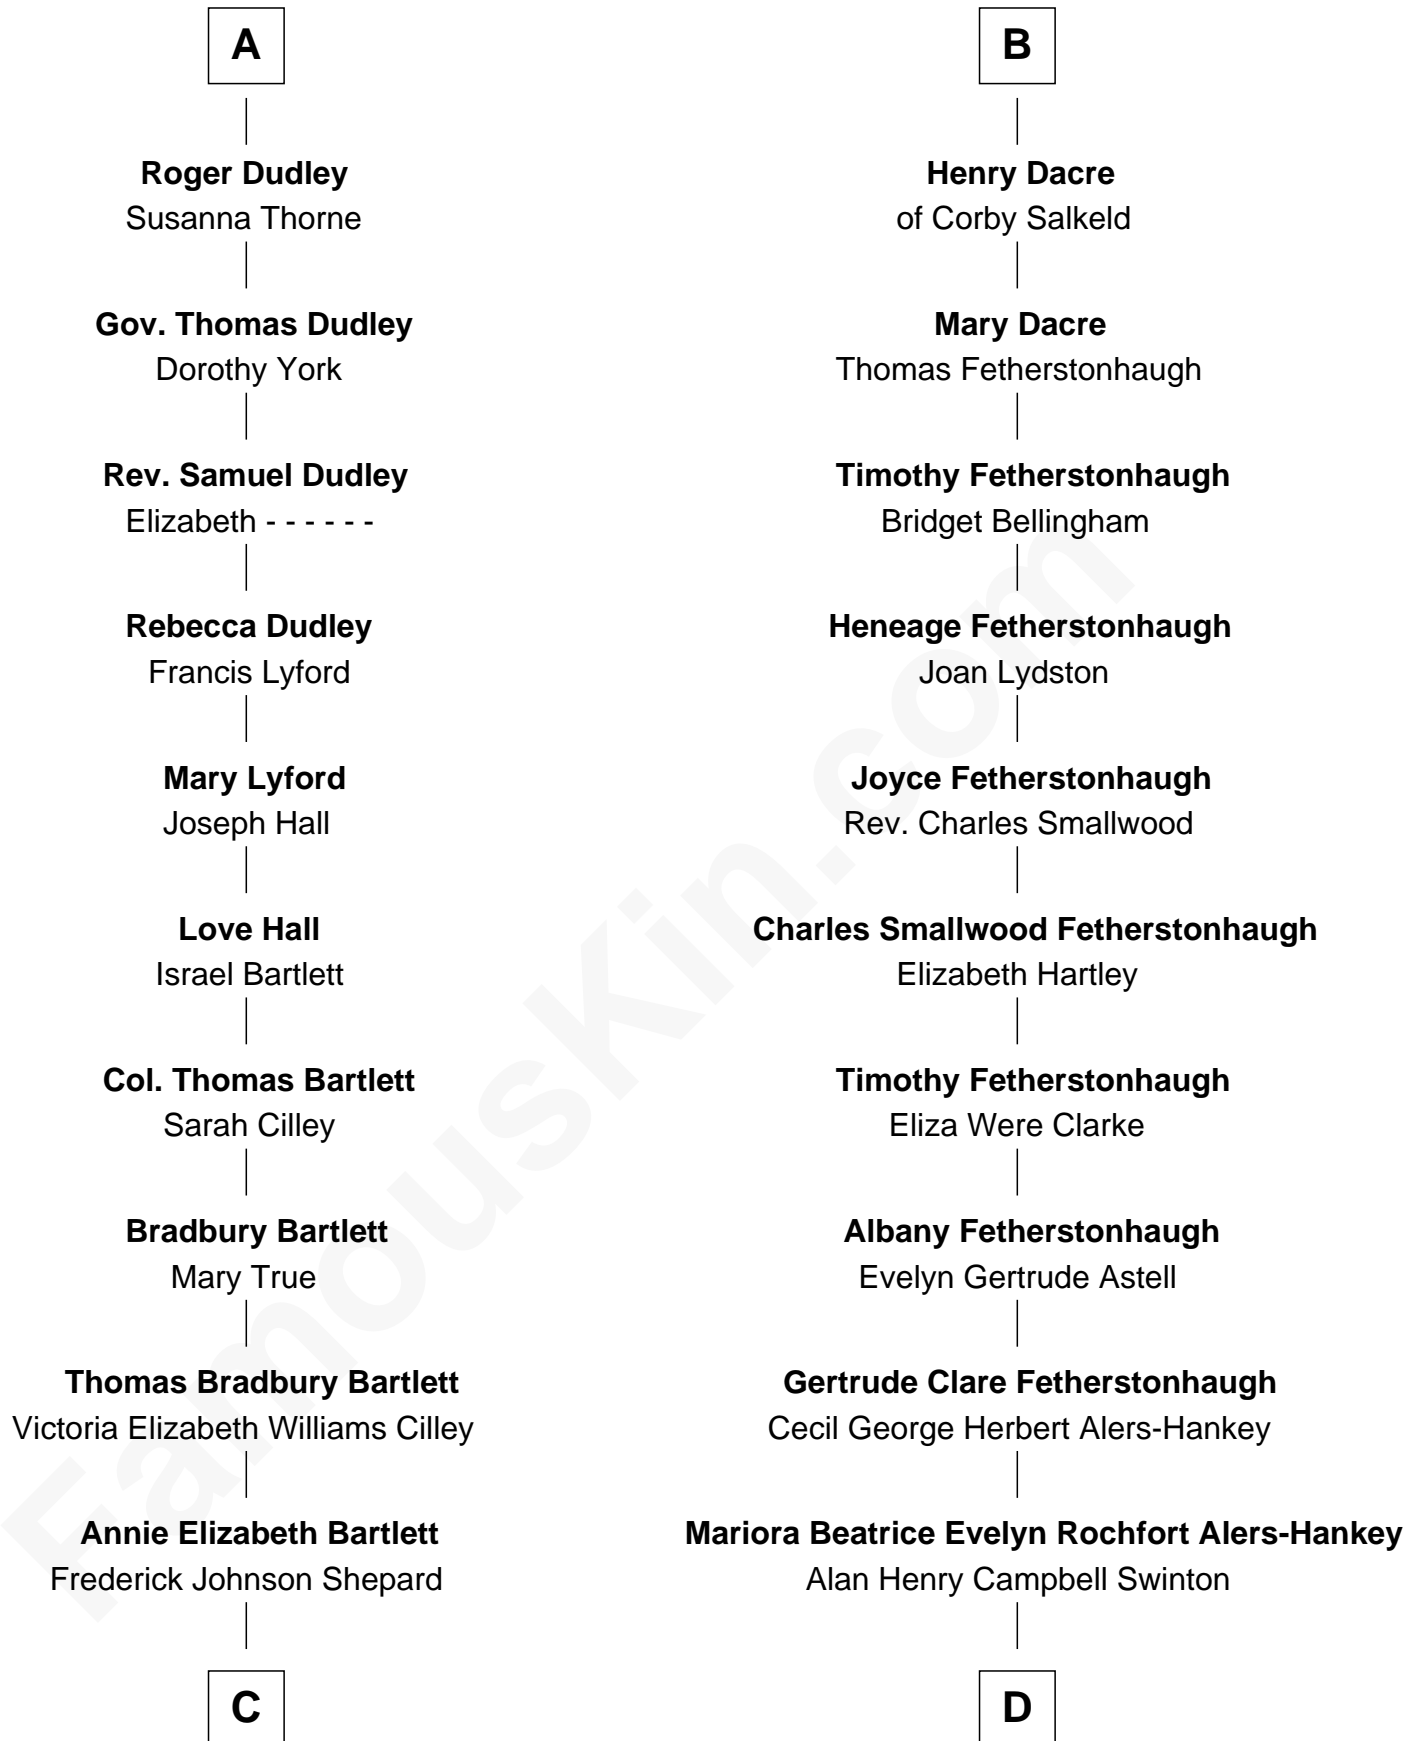 A
Roger Dudley
Susanna Thorne
Gov. Thomas Dudley
Dorothy York
Rev. Samuel Dudley
Elizabeth - - - - - -
Rebecca Dudley
Francis Lyford
Mary Lyford
Joseph Hall
Love Hall
Israel Bartlett
Col. Thomas Bartlett
Sarah Cilley
Bradbury Bartlett
Mary True
Thomas Bradbury Bartlett
Victoria Elizabeth Williams Cilley
Annie Elizabeth Bartlett
Frederick Johnson Shepard
C
B
Henry Dacre
of Corby Salkeld
Mary Dacre
Thomas Fetherstonhaugh
Timothy Fetherstonhaugh
Bridget Bellingham
Heneage Fetherstonhaugh
Joan Lydston
Joyce Fetherstonhaugh
Rev. Charles Smallwood
Charles Smallwood Fetherstonhaugh
Elizabeth Hartley
Timothy Fetherstonhaugh
Eliza Were Clarke
Albany Fetherstonhaugh
Evelyn Gertrude Astell
Gertrude Clare Fetherstonhaugh
Cecil George Herbert Alers-Hankey
Mariora Beatrice Evelyn Rochfort Alers-Hankey
Alan Henry Campbell Swinton
D
FamousKin.com